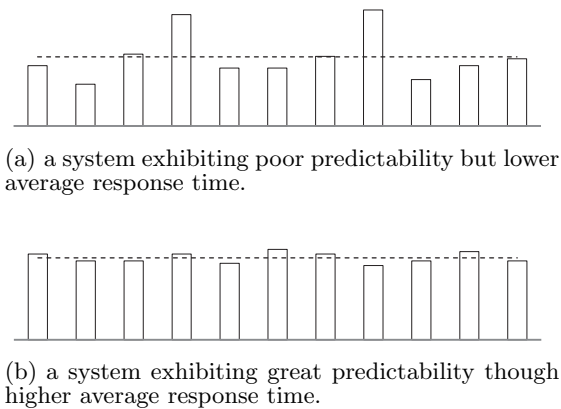 (a) a system exhibiting poor predictability but lower
average response time.
(b) a system exhibiting great predictability though
higher average response time.